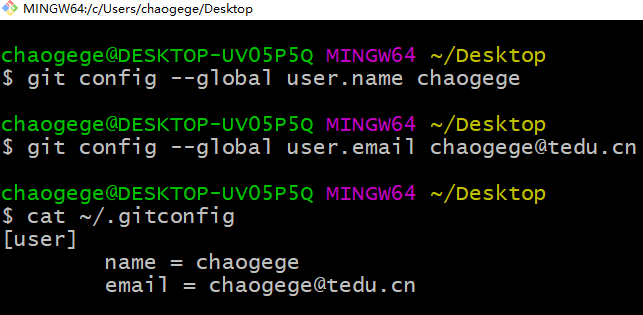 MINGW64:/c/Users/chaogege/Desktop
chaogege@DESKTOP-UV05P5Q MINGW64 ~/Desktop
$ git config --global user.name chaogege
chaogege@DESKTOP-UV05P5Q MINGW64 ~/Desktop
$ git config --global user.email chaogege@tedu.cn
chaogege@DESKTOP-UV05P5Q MINGW64 ~/Desktop
$ cat ~/.gitconfig
[user]
        name = chaogege
        email = chaogege@tedu.cn